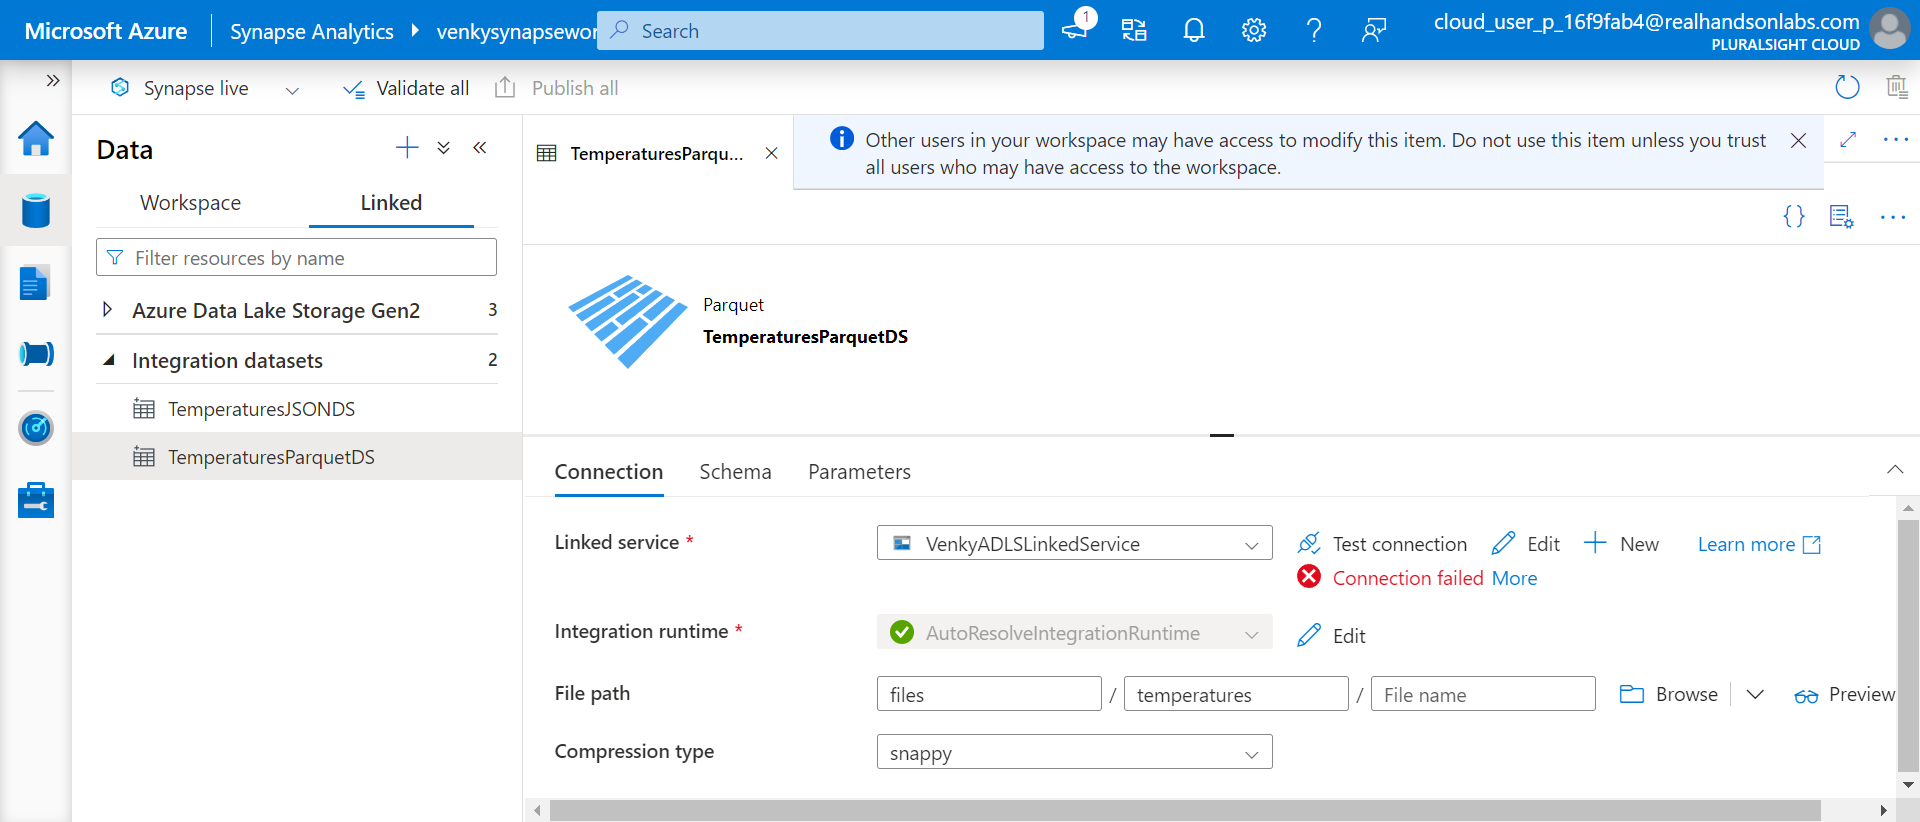 Microsoft Azure
Synapse Analytics
venkysynapsewor
Search
1
cloud_user_p_16f9fab4@realhandsonlabs.com
PLURALSIGHT CLOUD
Synapse live
Validate all
Publish all
Data
Workspace
Linked
Filter resources by name
Azure Data Lake Storage Gen2 3
Integration datasets 2
TemperaturesJSONDS
TemperaturesParquetDS
TemperaturesParqu...
Other users in your workspace may have access to modify this item. Do not use this item unless you trust
all users who may have access to the workspace.
Parquet
TemperaturesParquetDS
Connection
Schema
Parameters
Linked service *
VenkyADLSLinkedService
Test connection
Edit
New
Learn more
Connection failed More
Integration runtime *
AutoResolveIntegrationRuntime
Edit
File path
files / temperatures / File name
Browse
Preview
Compression type
snappy